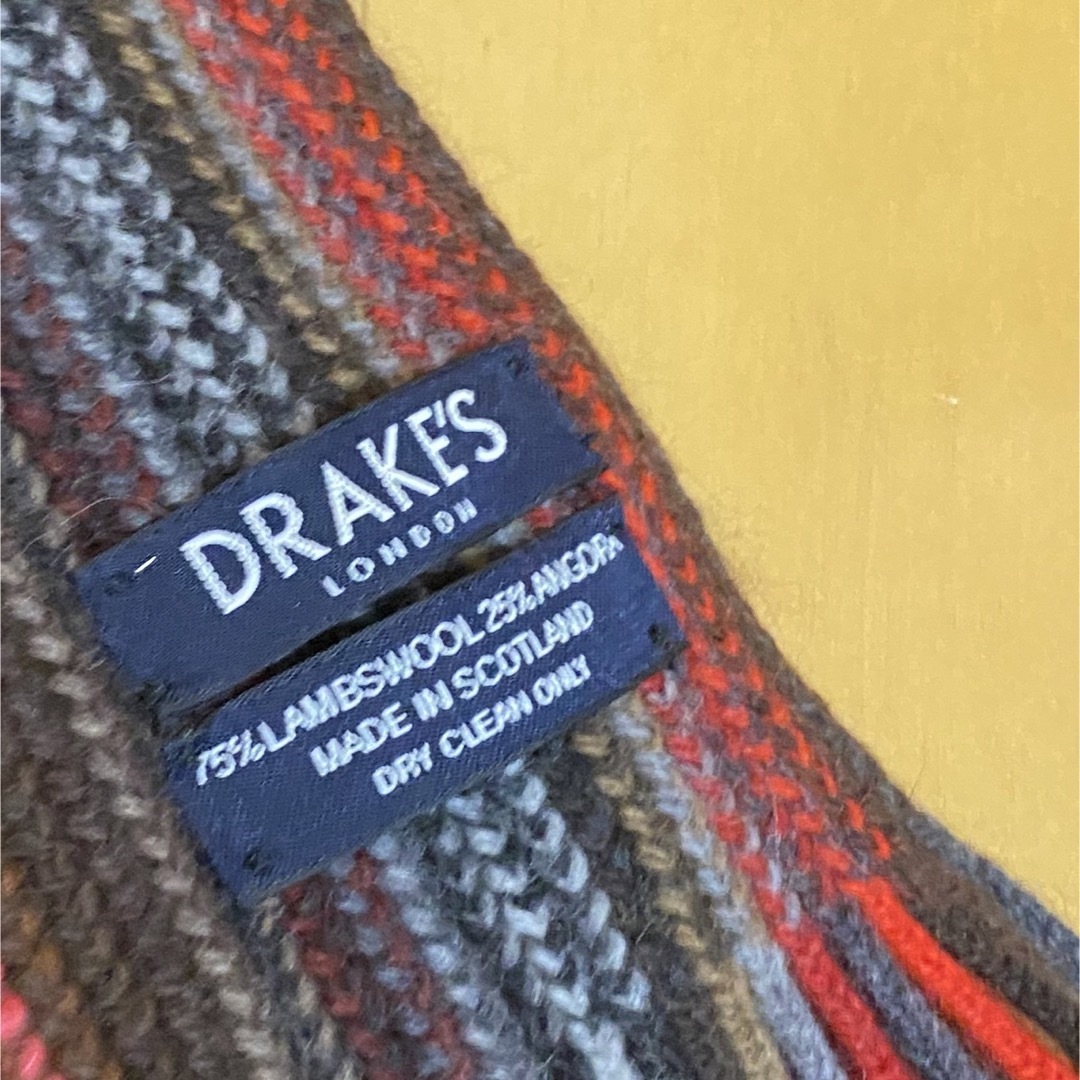 DRAKE'S
LONDON
75% LAMBSWOOL 25% ANGORA
MADE IN SCOTLAND
DRY CLEAN ONLY